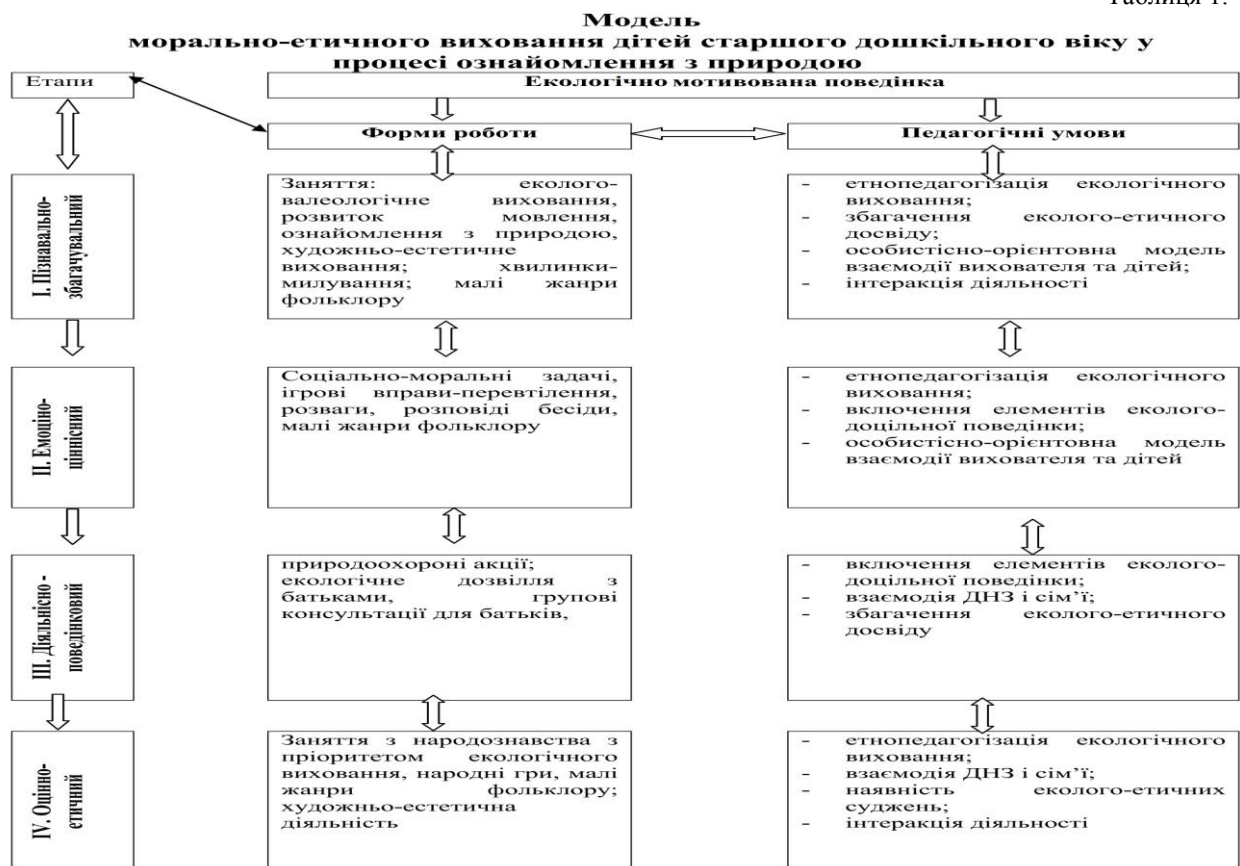 Таблиця 1.
Модель
морально-етичного виховання дітей старшого дошкільного віку у
процесі ознайомлення з природою
Етапи
Екологічно мотивована поведінка
Форми роботи
Педагогічні умови
І. Пізнавально-
збагачувальний
Заняття: еколого-
валеологічне виховання,
розвиток мовлення,
ознайомлення з природою,
художньо-естетичне
виховання; хвилинки-
милування; малі жанри
фольклору
- етнопедагогізація екологічного
виховання;
- збагачення еколого-етичного
досвіду;
- особистісно-орієнтовна модель
взаємодії вихователя та дітей;
- інтеракція діяльності
ІІ. Емоціно-
ціннісний
Соціально-моральні задачі,
ігрові вправи-перевтілення,
розваги, розповіді бесіди,
малі жанри фольклору
- етнопедагогізація екологічного
виховання;
- включення елементів еколого-
доцільної поведінки;
- особистісно-орієнтовна модель
взаємодії вихователя та дітей
ІІІ. Діяльнісно -
поведінковий
природоохороні акції;
екологічне дозвілля з
батьками, групові
консультації для батьків,
- включення елементів еколого-
доцільної поведінки;
- взаємодія ДНЗ і сім’ї;
- збагачення еколого-етичного
досвіду
IV. Оцінно-
етичний
Заняття з народознавства з
пріоритетом екологічного
виховання, народні гри, малі
жанри фольклору;
художньо-естетична
діяльність
- етнопедагогізація екологічного
виховання;
- взаємодія ДНЗ і сім’ї;
- наявність еколого-етичних
суджень;
- інтеракція діяльності